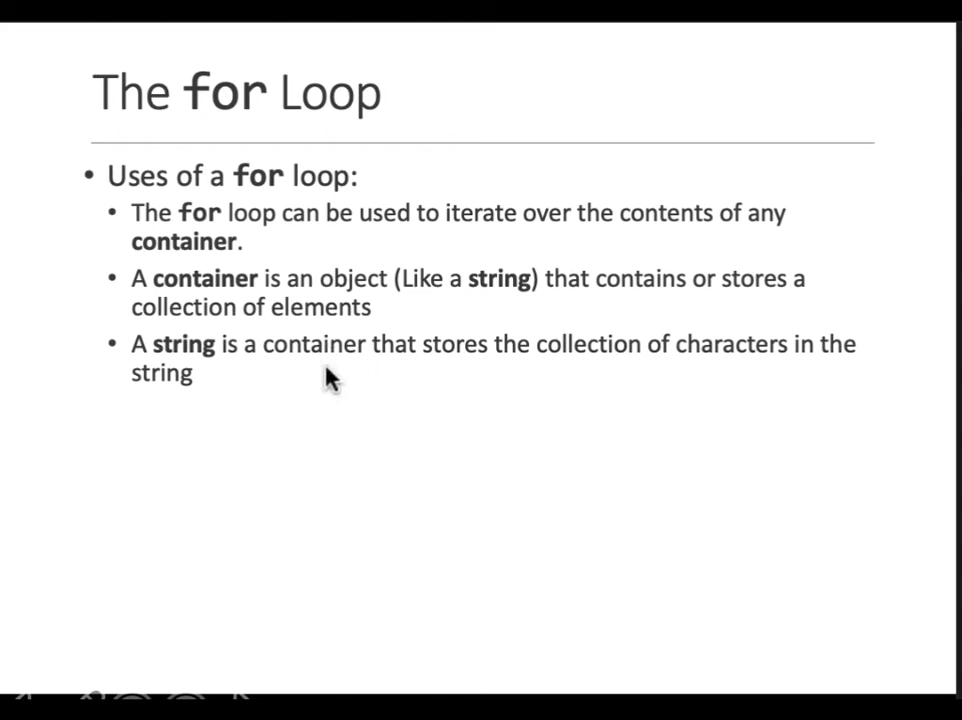 The for Loop
• Uses of a for loop:
• The for loop can be used to iterate over the contents of any
container.
• A container is an object (Like a string) that contains or stores a
collection of elements
• A string is a container that stores the collection of characters in the
string